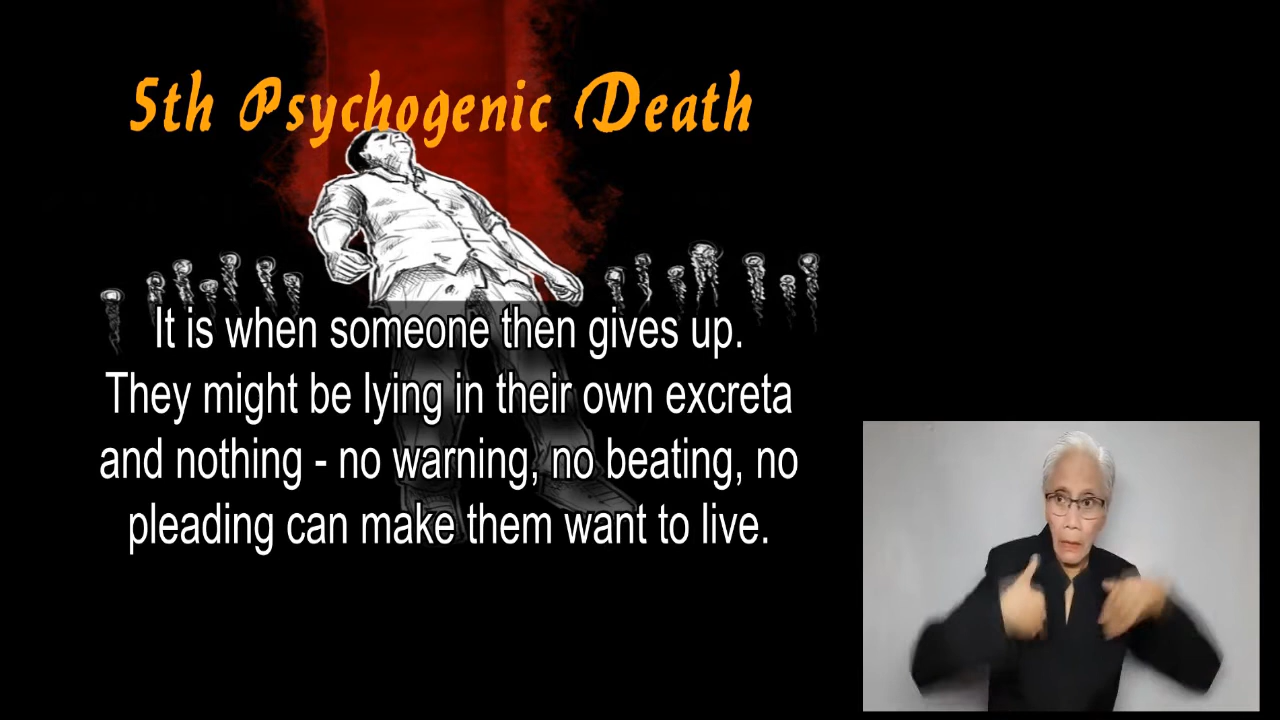 5th Psychogenic Death
It is when someone then gives up.
They might be lying in their own excreta
and nothing - no warning, no beating, no
pleading can make them want to live.